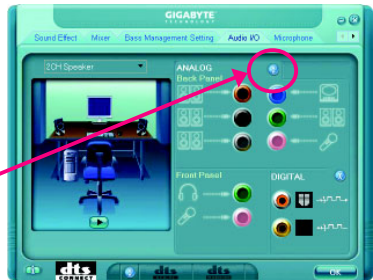 GIGABYTE
TECHNOLOGY
Sound Effect Mixer Bass Management Setting Audio I/O Microphone
2CH Speaker
ANALOG
Back Panel
Front Panel
DIGITAL
dts
CONNECT
dts
dts
OK